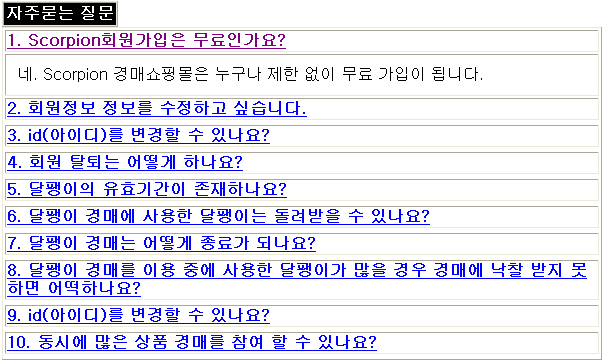 자주묻는 질문
1. Scorpion회원가입은 무료인가요?
네. Scorpion 경매쇼핑몰은 누구나 제한 없이 무료 가입이 됩니다.
2. 회원정보 정보를 수정하고 싶습니다.
3. id(아이디)를 변경할 수 있나요?
4. 회원 탈퇴는 어떻게 하나요?
5. 달팽이의 유효기간이 존재하나요?
6. 달팽이 경매에 사용한 달팽이는 돌려받을 수 있나요?
7. 달팽이 경매는 어떻게 종료가 되나요?
8. 달팽이 경매를 이용 중에 사용한 달팽이가 많을 경우 경매에 낙찰 받지 못
하면 어떡하나요?
9. id(아이디)를 변경할 수 있나요?
10. 동시에 많은 상품 경매를 참여 할 수 있나요?